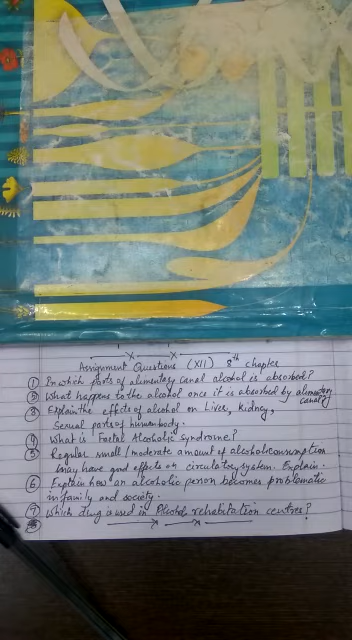 Assignment Questions (XII) 8th chapter
① In which parts of alimentary canal alcohol is absorbed?
② What happens to the alcohol once it is absorbed by alimentary canal?
③ Explain the effects of alcohol on Liver, Kidney,
Sexual parts of human body.
④ What is Foetal Alcoholic syndrome?
⑤ Regular small/moderate amount of alcohol consumption
may have good effects on circulatory system. Explain.
⑥ Explain how an alcoholic person becomes problematic
in family and society.
⑦ Which drug is used in Alcohol rehabitation centres?
⑧